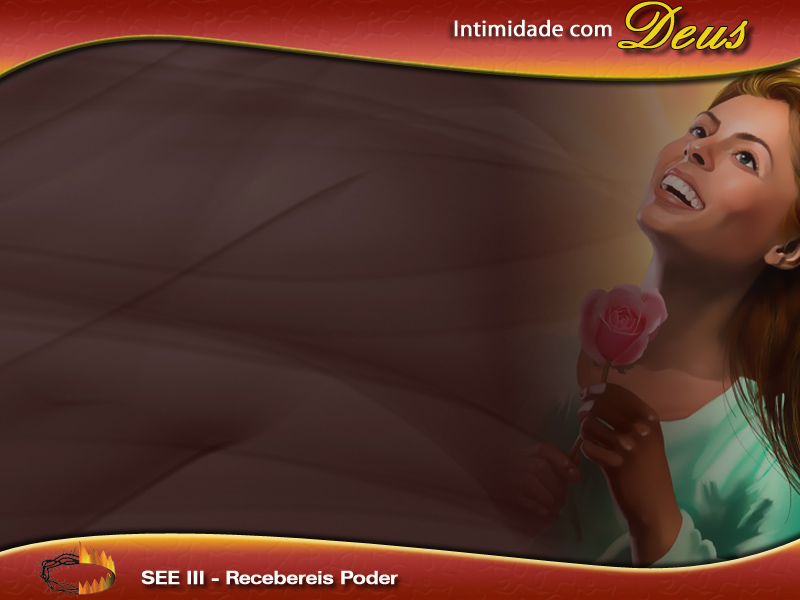 Intimidade com Deus
SEE III - Recebereis Poder